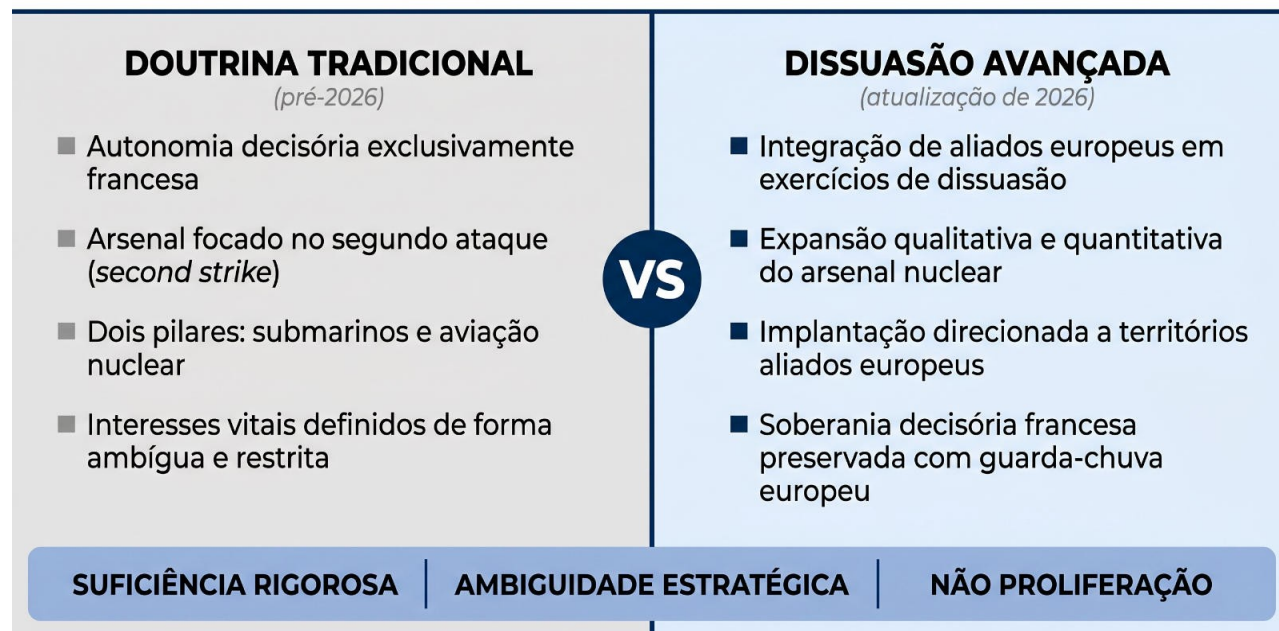 DOUTRINA TRADICIONAL
(pré-2026)
■ Autonomia decisória exclusivamente
francesa
■ Arsenal focado no segundo ataque
(second strike)
■ Dois pilares: submarinos e aviação
nuclear
■ Interesses vitais definidos de forma
ambígua e restrita
VS
DISSUASÃO AVANÇADA
(atualização de 2026)
■ Integração de aliados europeus em
exercícios de dissuasão
■ Expansão qualitativa e quantitativa
do arsenal nuclear
■ Implantação direcionada a territórios
aliados europeus
■ Soberania decisória francesa
preservada com guarda-chuva
europeu
SUFICIÊNCIA RIGOROSA | AMBIGUIDADE ESTRATÉGICA | NÃO PROLIFERAÇÃO